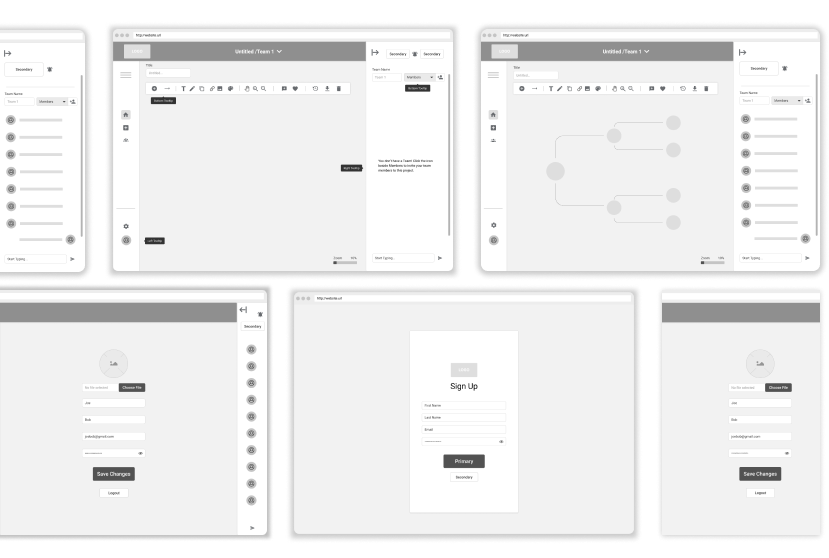 Secondary
Team Name
Team 1
Members
Start Typing...
http//website.url
LOGO
Untitled /Team 1
Title
Untitled...
Bottom Tooltip
Left Tooltip
Zoom 10%
Secondary
Secondary
Team Name
Team 1
Members
Bottom Tooltip
Right Tooltip
You don't have a Team Click the icon
beside Members to invite you team
members to this project.
Start Typing...
http//website.url
LOGO
Untitled /Team 1
Title
Untitled...
Zoom 10%
Secondary
Team Name
Team 1
Members
Start Typing...
No file selected
Choose File
Joe
Bob
joebob@gmail.com
Save Changes
Logout
Secondary
http//website.url
LOGO
Sign Up
First Name
Last Name
Email
Primary
Secondary
No file selected
Choose File
Joe
Bob
joebob@gmail.com
Save Changes
Logout